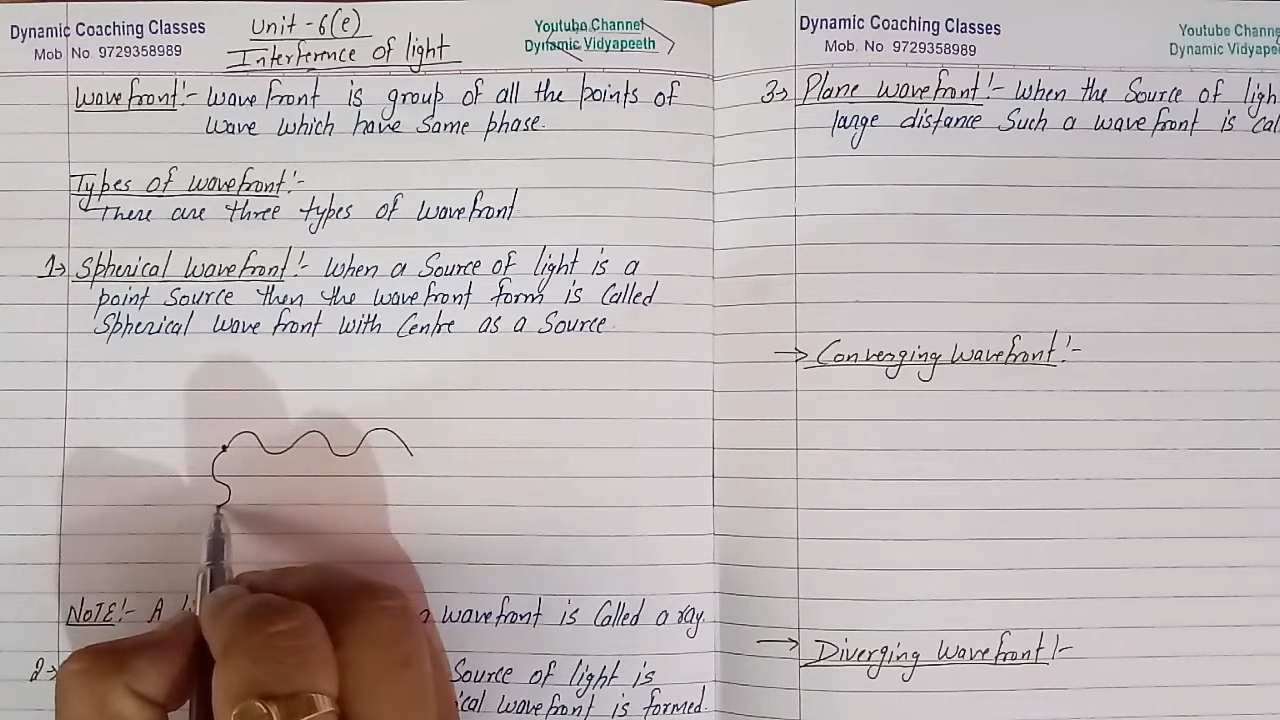 Dynamic Coaching Classes
Mob No. 9729358989
Unit - 6(e)
Interference of light
Youtube Channel
Dynamic Vidyapeeth
Wavefront :- Wavefront is group of all the points of
wave which have same phase.
Types of wavefront :-
There are three types of wavefront
1→ Spherical wavefront :- When a Source of light is a
point source then the wavefront form is Called
Spherical wave front with Centre as a Source.
NOTE :- A wavefront is Called a ray.
2→ Source of light is
wavefront is formed.
Dynamic Coaching Classes
Mob. No 9729358989
Youtube
Dynamic
3→ Plane wavefront :- When the Source of
large distance Such a wavefront is
→ Converging Wavefront :-
→ Diverging Wavefront :-